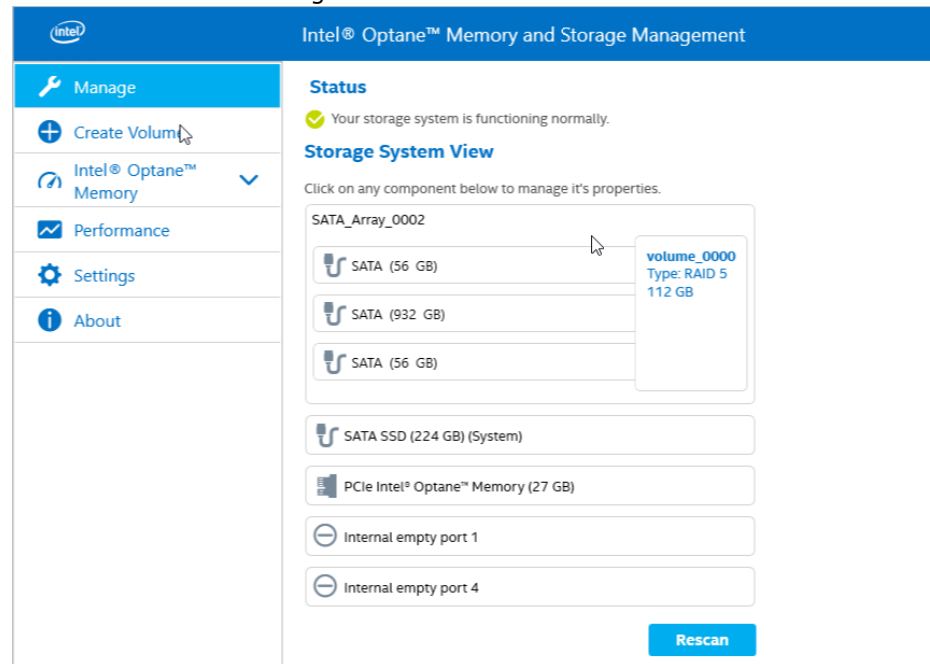 intel
Intel® Optane™ Memory and Storage Management
Manage
Create Volume
Intel® Optane™
Memory
Performance
Settings
About
Status
Your storage system is functioning normally.
Storage System View
Click on any component below to manage it's properties.
SATA_Array_0002
SATA (56 GB)
SATA (932 GB)
SATA (56 GB)
volume_0000
Type: RAID 5
112 GB
SATA SSD (224 GB) (System)
PCIe Intel® Optane™ Memory (27 GB)
Internal empty port 1
Internal empty port 4
Rescan